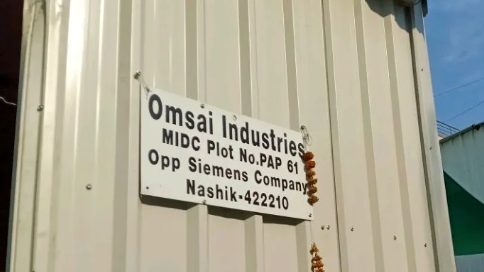 Omsai Industries
MIDC Plot No.PAP 61
Opp Siemens Company
Nashik-422210